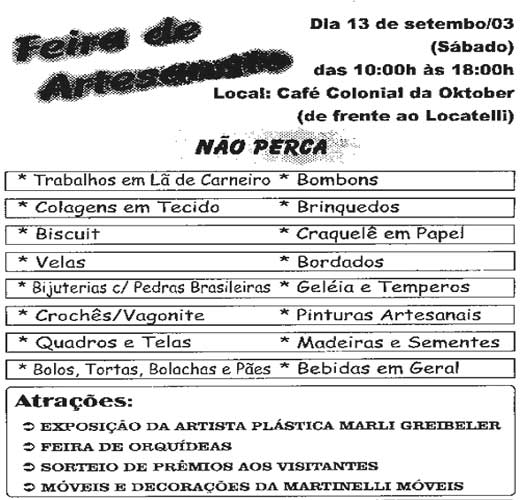 Feira de
Artesanato
Dia 13 de setembo/03
(Sábado)
das 10:00h às 18:00h
Local: Café Colonial da Oktober
(de frente ao Locatelli)
NÃO PERCA
* Trabalhos em Lã de Carneiro * Bombons
* Colagens em Tecido * Brinquedos
* Biscuit * Craquelê em Papel
* Velas * Bordados
* Bijuterias c/ Pedras Brasileiras * Geléia e Temperos
* Crochês/Vagonite * Pinturas Artesanais
* Quadros e Telas * Madeiras e Sementes
* Bolos, Tortas, Bolachas e Pães * Bebidas em Geral
Atrações:
➲ EXPOSIÇÃO DA ARTISTA PLÁSTICA MARLI GREIBELER
➲ FEIRA DE ORQUÍDEAS
➲ SORTEIO DE PRÊMIOS AOS VISITANTES
➲ MÓVEIS E DECORAÇÕES DA MARTINELLI MÓVEIS